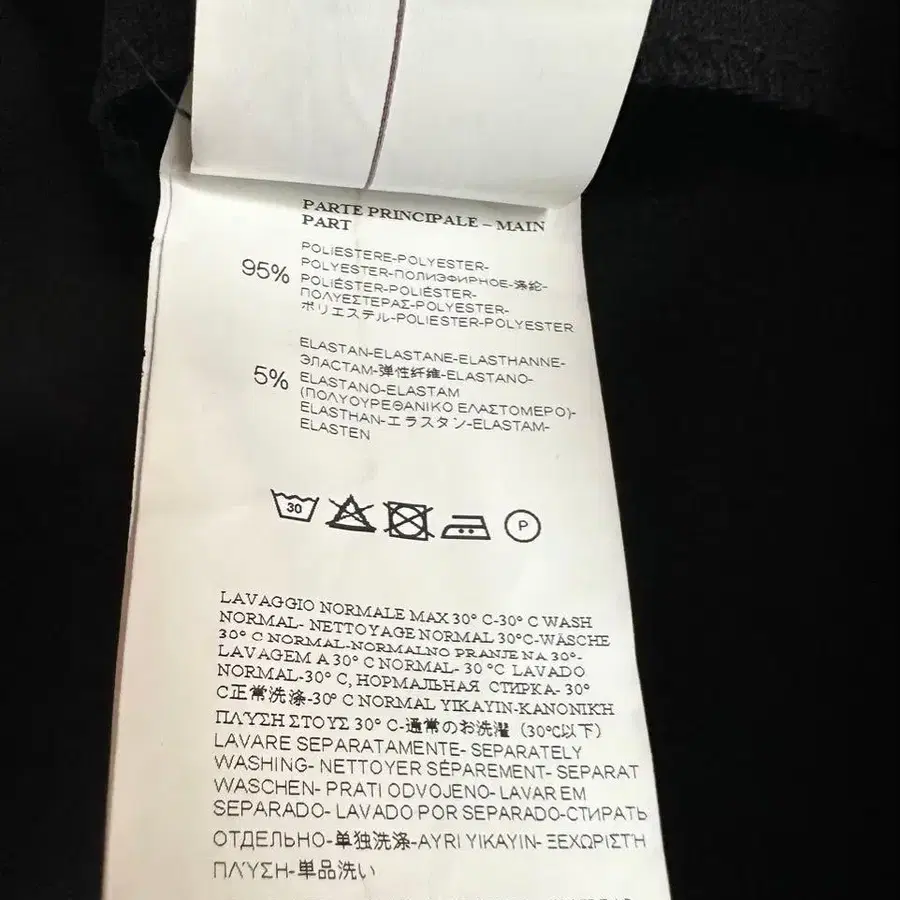 PARTE PRINCIPALE – MAIN
PART
95%
POLIESTERE-POLYESTER-
POLYESTER-ПОЛИЭФИРНОЕ-涤纶-
POLIÉSTER-POLIÉSTER-
ΠΟΛΥΕΣΤΕΡΑΣ-POLYESTER-
ポリエステル-POLIESTER-POLYESTER
5%
ELASTAN-ELASTANE-ELASTHANNE-
ЭЛАСТАМ-弹性纤维-ELASTANO-
ELASTANO-ELASTAM
(ΠΟΛΥΟΥΡΕΘΑΝΙΚΟ ΕΛΑΣΤΟΜΕΡΟ)-
ELASTHAN-エラスタン-ELASTAM-
ELASTEN
30
P
LAVAGGIO NORMALE MAX 30° C-30° C WASH
NORMAL- NETTOYAGE NORMAL 30°C-WÄSCHE
30° C NORMAL-NORMALNO PRANJE NA 30°-
LAVAGEM A 30° C NORMAL- 30 °C LAVADO
NORMAL-30° C, НОРМАЛЬНАЯ СТИРКА- 30°
C正常洗涤-30° C NORMAL YIKAYIN-ΚΑΝΟΝΙΚΉ
ΠΛΎΣΗ ΣΤΟΥΣ 30° C-通常のお洗濯（30℃以下）
LAVARE SEPARATAMENTE- SEPARATELY
WASHING- NETTOYER SÉPAREMENT- SEPARAT
WASCHEN- PRATI ODVOJENO- LAVAR EM
SEPARADO- LAVADO POR SEPARADO-СТИРАТЬ
ОТДЕЛЬНО-单独洗涤-AYRI YIKAYIN- ΞΕΧΩΡΙΣΤΉ
ΠΛΎΣΗ-単品洗い